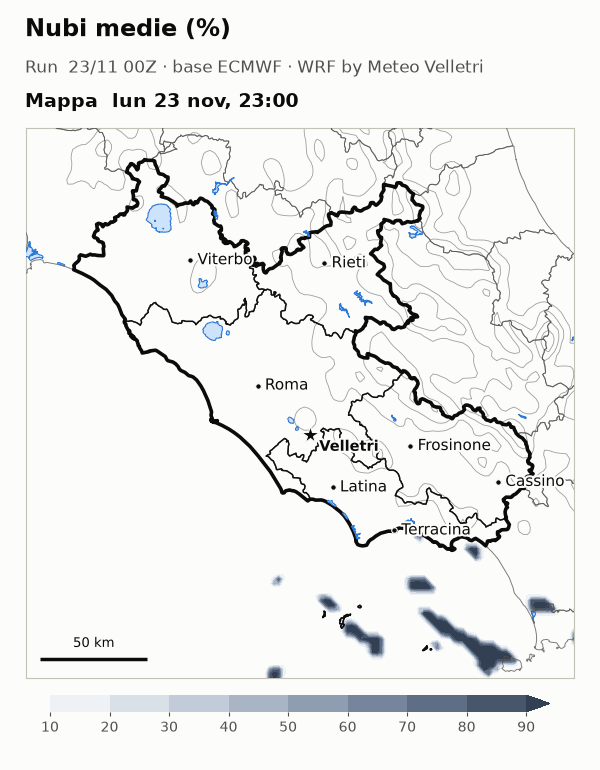 Nubi medie (%)
Run 23/11 00Z · base ECMWF · WRF by Meteo Velletri
Mappa lun 23 nov, 23:00
Viterbo
Rieti
Roma
Velletri
Frosinone
Cassino
Latina
Terracina
50 km
10 20 30 40 50 60 70 80 90